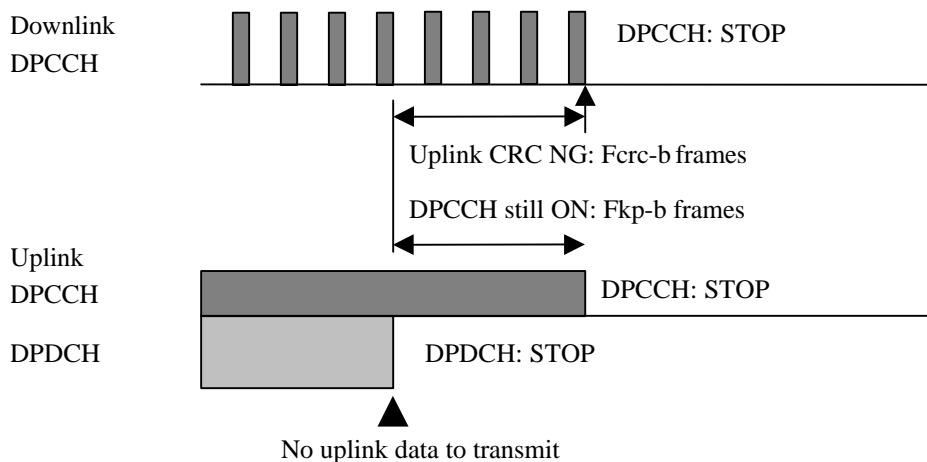 Downlink
DPCCH
DPCCH: STOP
Uplink CRC NG: Fcrc-b frames
DPCCH still ON: Fkp-b frames
Uplink
DPCCH
DPCCH: STOP
DPDCH
DPDCH: STOP
No uplink data to transmit